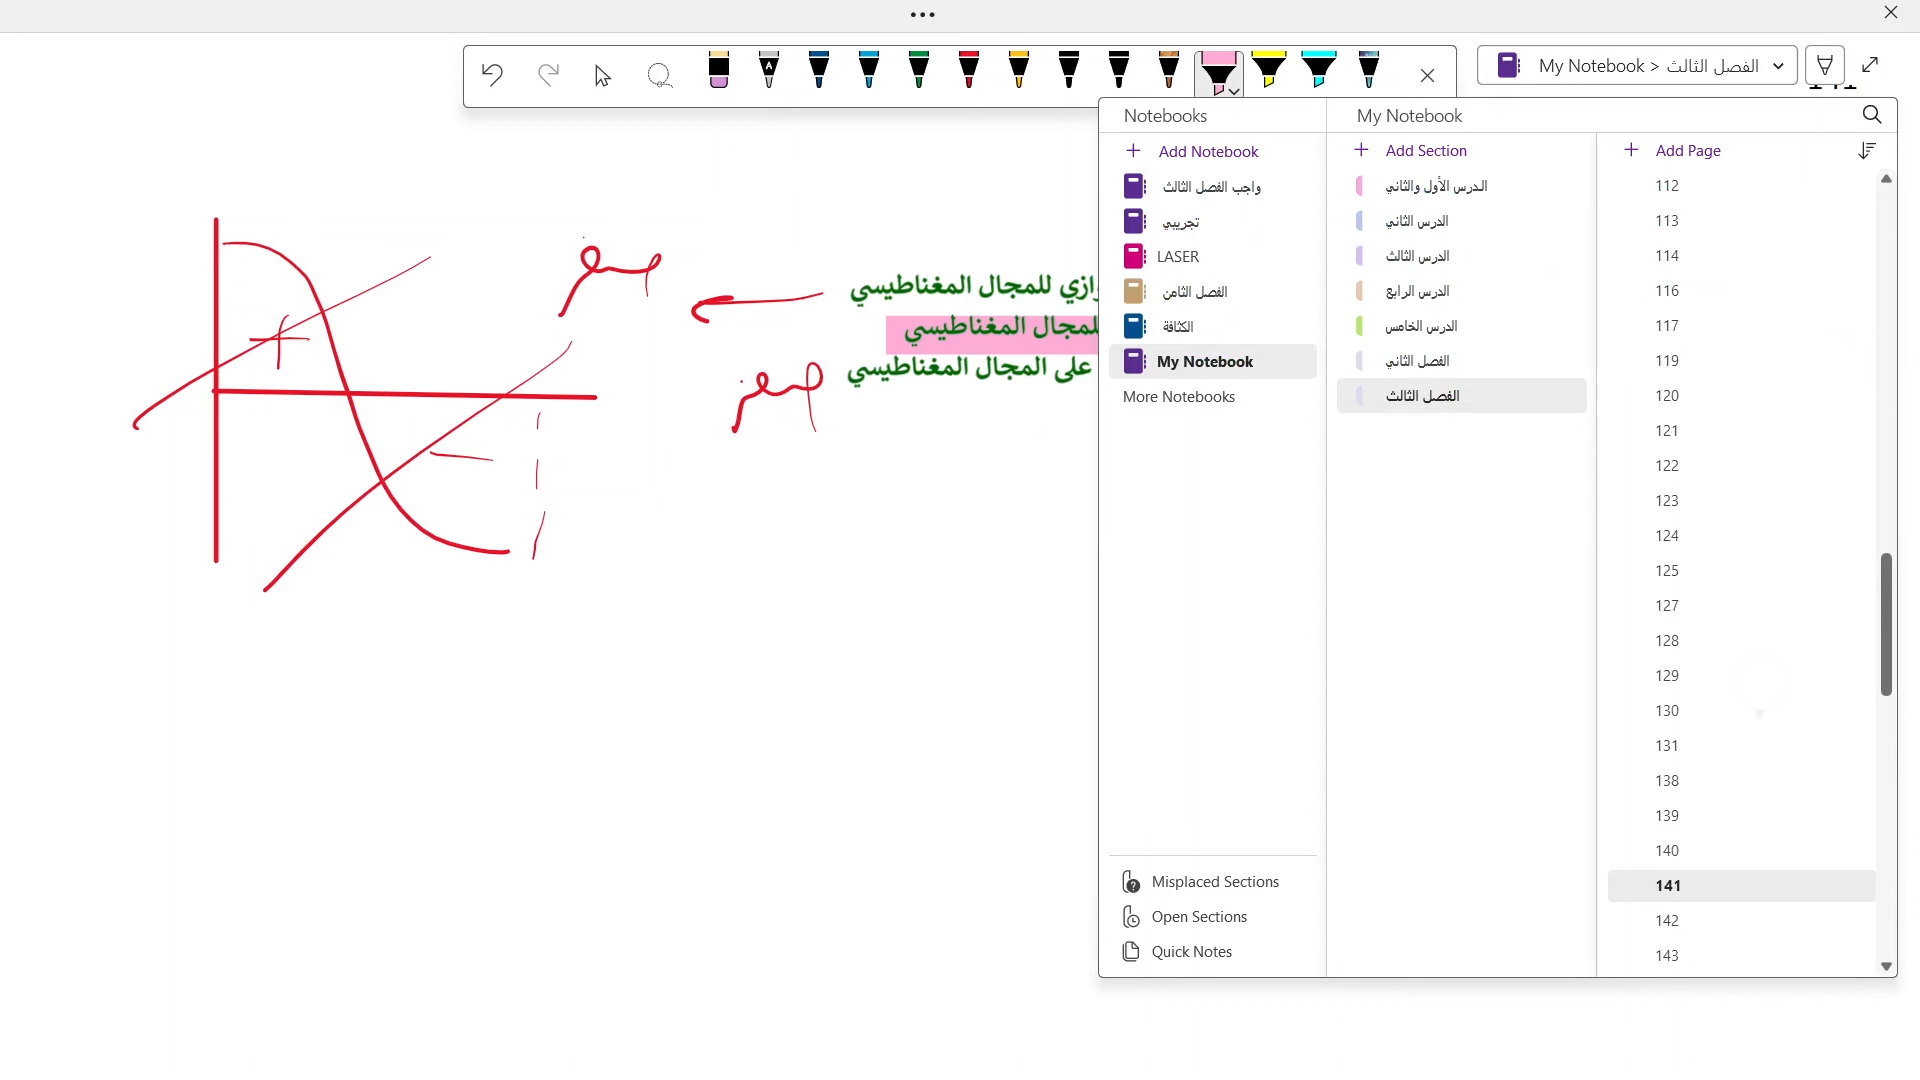 My Notebook > الفصل الثالث
Notebooks
Add Notebook
واجب الفصل الثالث
تجريبي
LASER
الفصل الثامن
الكثافة
My Notebook
More Notebooks
Misplaced Sections
Open Sections
Quick Notes
My Notebook
Add Section
الدرس الأول والثاني
الدرس الثاني
الدرس الثالث
الدرس الرابع
الدرس الخامس
الفصل الثاني
الفصل الثالث
Add Page
112
113
114
116
117
119
120
121
122
123
124
125
127
128
129
130
131
138
139
140
141
142
143
للمجال المغناطيسي
للمجال المغناطيسي
على المجال المغناطيسي
صفر
+
−